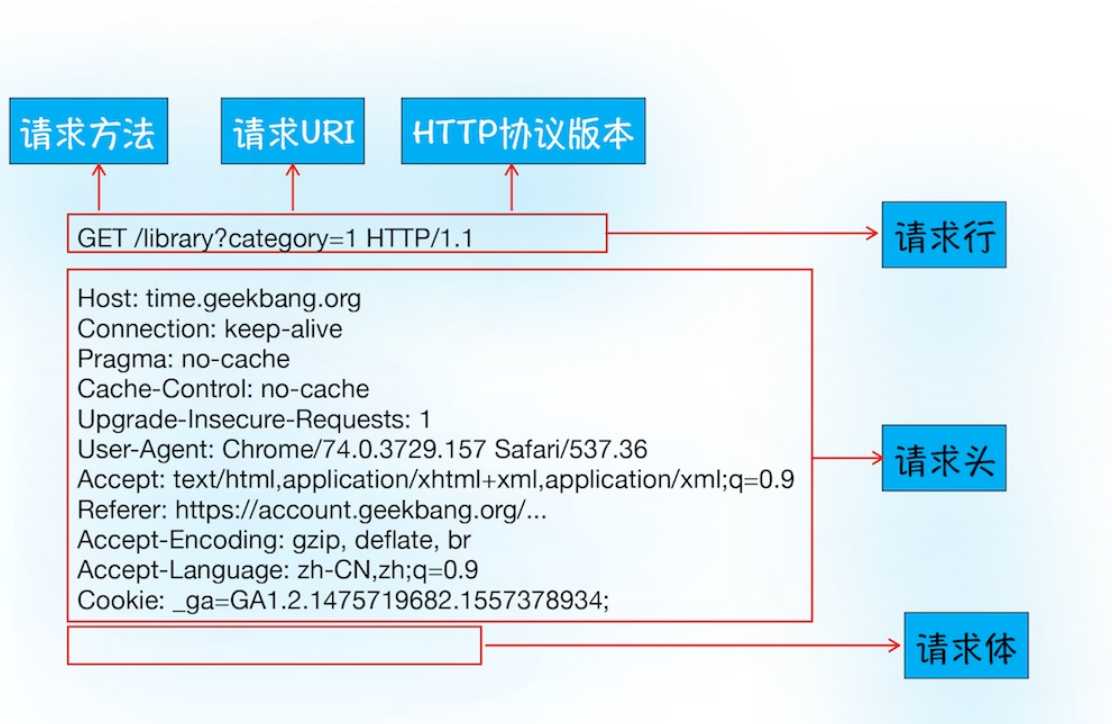 请求方法
请求URI
HTTP协议版本
GET /library?category=1 HTTP/1.1
请求行
Host: time.geekbang.org
Connection: keep-alive
Pragma: no-cache
Cache-Control: no-cache
Upgrade-Insecure-Requests: 1
User-Agent: Chrome/74.0.3729.157 Safari/537.36
Accept: text/html,application/xhtml+xml,application/xml;q=0.9
Referer: https://account.geekbang.org/...
Accept-Encoding: gzip, deflate, br
Accept-Language: zh-CN,zh;q=0.9
Cookie: _ga=GA1.2.1475719682.1557378934;
请求头
请求体